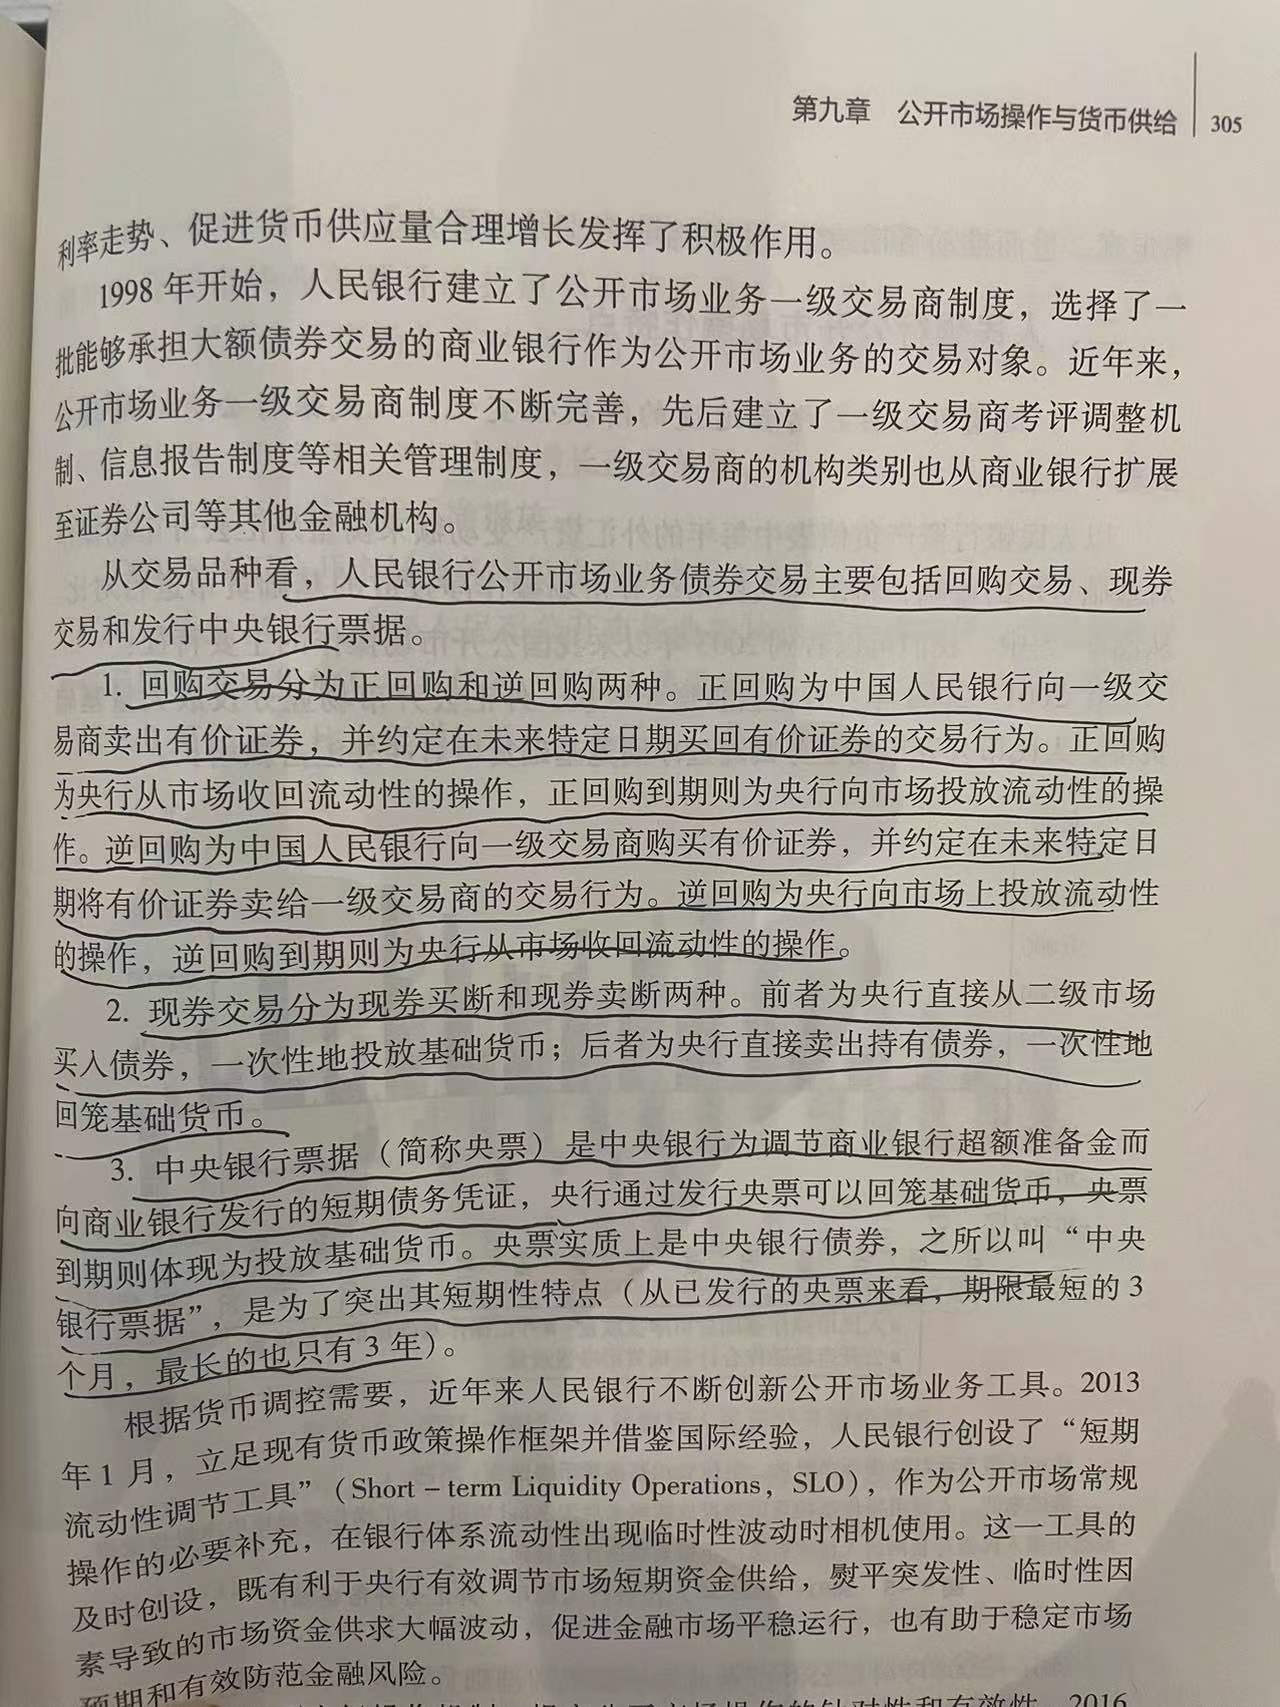 第九章 公开市场操作与货币供给 305
利率走势、促进货币供应量合理增长发挥了积极作用。
1998 年开始，人民银行建立了公开市场业务一级交易商制度，选择了一
批能够承担大额债券交易的商业银行作为公开市场业务的交易对象。近年来，
公开市场业务一级交易商制度不断完善，先后建立了一级交易商考评调整机
制、信息报告制度等相关管理制度，一级交易商的机构类别也从商业银行扩展
至证券公司等其他金融机构。
从交易品种看，人民银行公开市场业务债券交易主要包括回购交易、现券
交易和发行中央银行票据。
1. 回购交易分为正回购和逆回购两种。正回购为中国人民银行向一级交
易商卖出有价证券，并约定在未来特定日期买回有价证券的交易行为。正回购
为央行从市场收回流动性的操作，正回购到期则为央行向市场投放流动性的操
作。逆回购为中国人民银行向一级交易商购买有价证券，并约定在未来特定日
期将有价证券卖给一级交易商的交易行为。逆回购为央行向市场上投放流动性
的操作，逆回购到期则为央行从市场收回流动性的操作。
2. 现券交易分为现券买断和现券卖断两种。前者为央行直接从二级市场
买入债券，一次性地投放基础货币；后者为央行直接卖出持有债券，一次性地
回笼基础货币。
3. 中央银行票据（简称央票）是中央银行为调节商业银行超额准备金而
向商业银行发行的短期债务凭证，央行通过发行央票可以回笼基础货币，央票
到期则体现为投放基础货币。央票实质上是中央银行债券，之所以叫“中央
银行票据”，是为了突出其短期性特点（从已发行的央票来看，期限最短的 3
个月，最长的也只有 3 年）。
根据货币调控需要，近年来人民银行不断创新公开市场业务工具。2013
年 1 月，立足现有货币政策操作框架并借鉴国际经验，人民银行创设了“短期
流动性调节工具”（Short – term Liquidity Operations，SLO），作为公开市场常规
操作的必要补充，在银行体系流动性出现临时性波动时相机使用。这一工具的
及时创设，既有利于央行有效调节市场短期资金供给，熨平突发性、临时性因
素导致的市场资金供求大幅波动，促进金融市场平稳运行，也有助于稳定市场
预期和有效防范金融风险。
2016